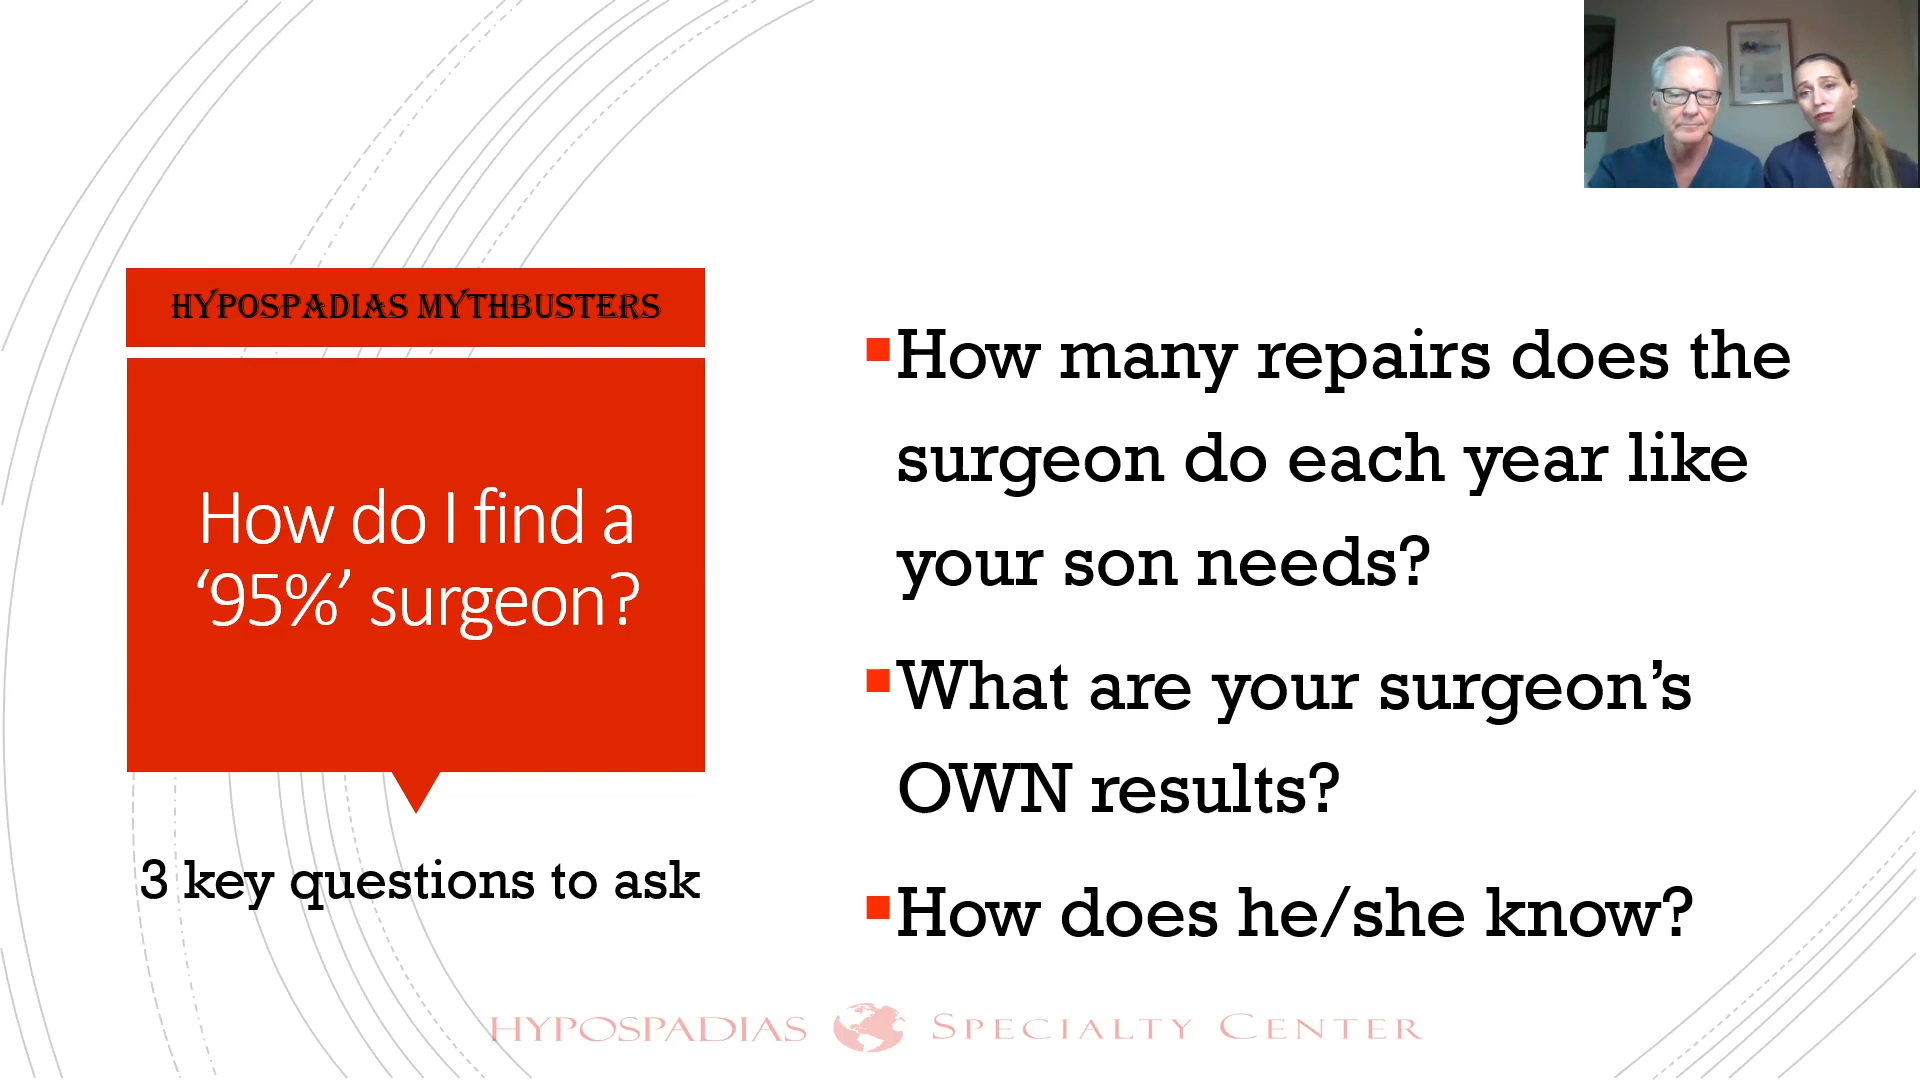 HYPOSPADIAS MYTHBUSTERS
How do I find a
‘95%’ surgeon?
3 key questions to ask
▪How many repairs does the
surgeon do each year like
your son needs?
▪What are your surgeon’s
OWN results?
▪How does he/she know?
HYPOSPADIAS SPECIALTY CENTER